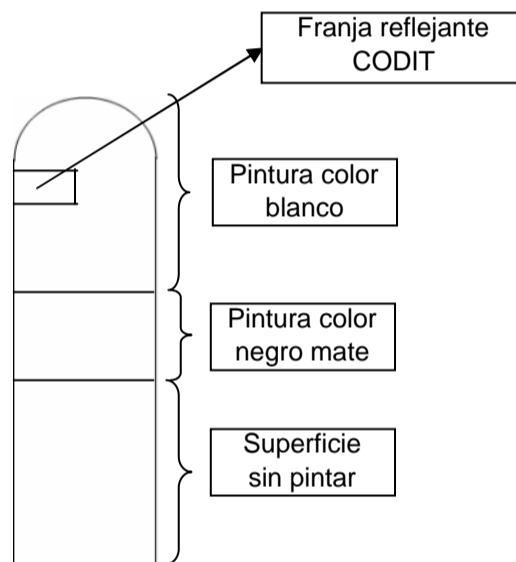 Franja reflejante
CODIT
Pintura color
blanco
Pintura color
negro mate
Superficie
sin pintar